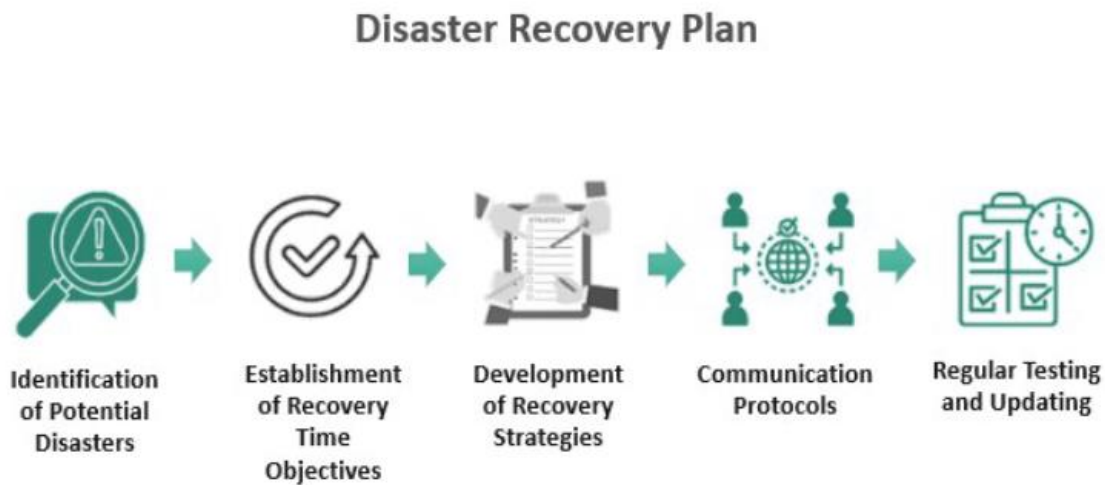 Disaster Recovery Plan
STRATEGY
Identification
of Potential
Disasters
Establishment
of Recovery
Time
Objectives
Development
of Recovery
Strategies
Communication
Protocols
Regular Testing
and Updating